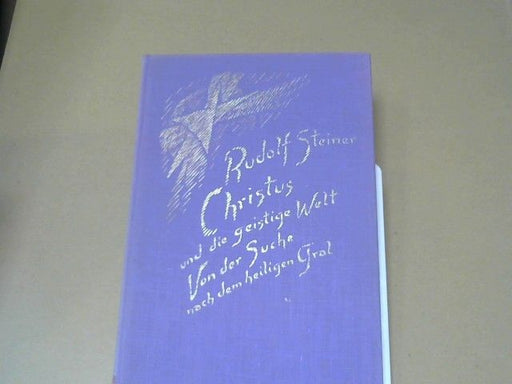 Rudolf Steiner
Christus
und die geistige Welt
Von der Suche
nach dem heiligen Gral